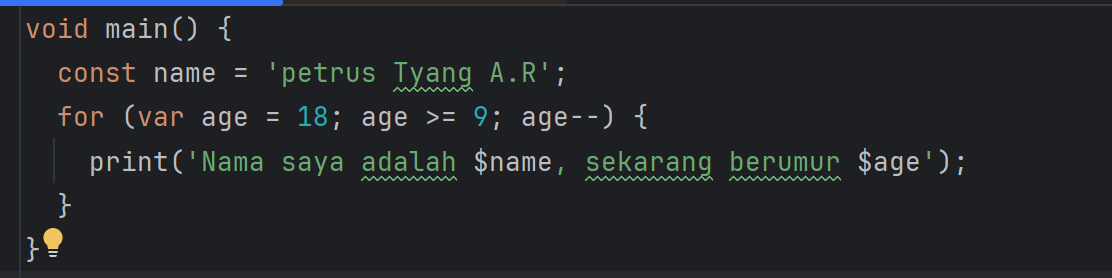 void main() {
const name = 'petrus Tyang A.R';
for (var age = 18; age >= 9; age--) {
print('Nama saya adalah $name, sekarang berumur $age');
}
}